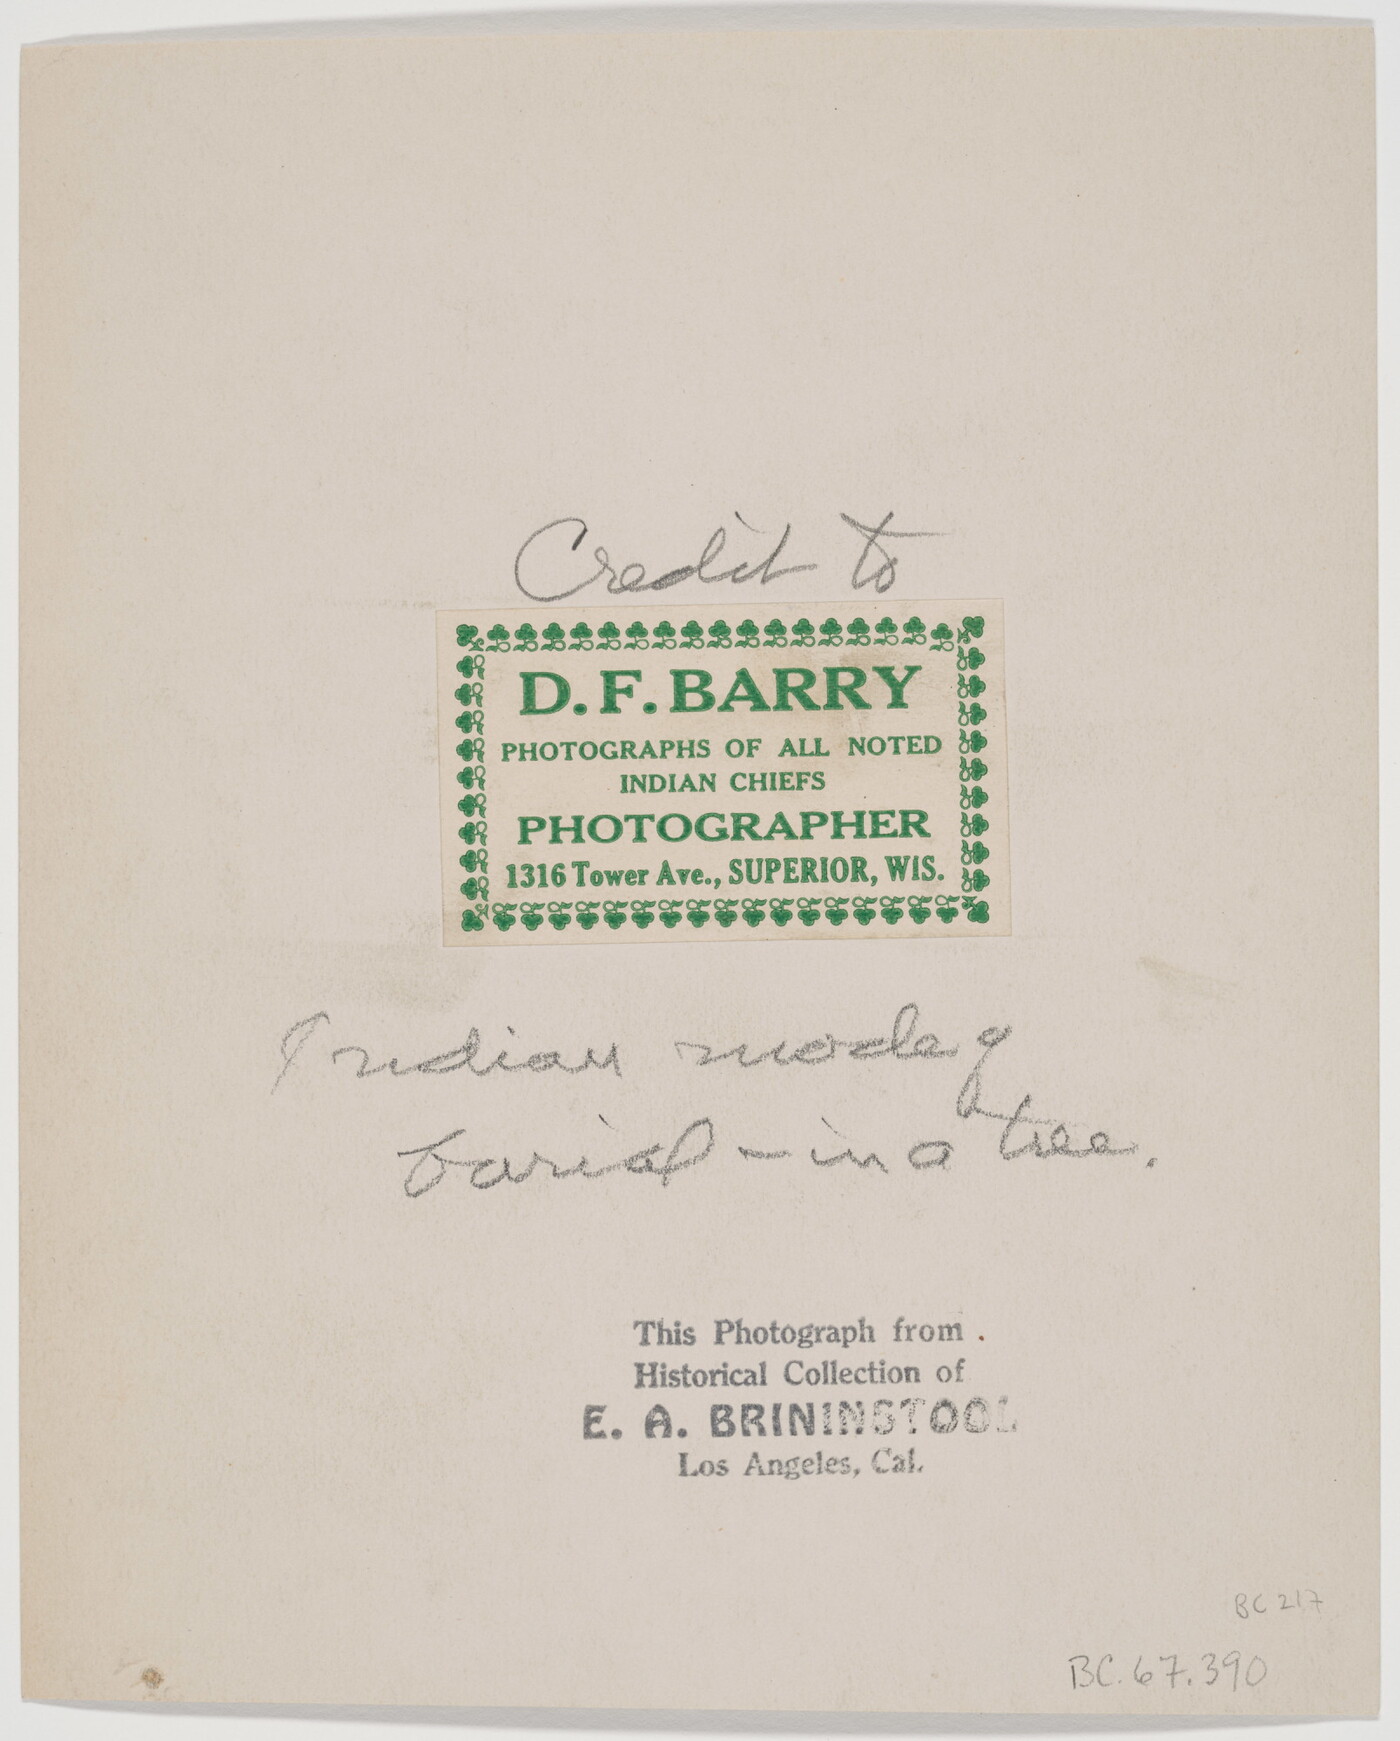 Credit to
D. F. BARRY
PHOTOGRAPHS OF ALL NOTED
INDIAN CHIEFS
PHOTOGRAPHER
1316 Tower Ave., SUPERIOR, WIS.
Indian mode of
burial - in a tree.
This Photograph from
Historical Collection of
E. A. BRININSTOOL
Los Angeles, Cal.
BC 217
BC.67.390